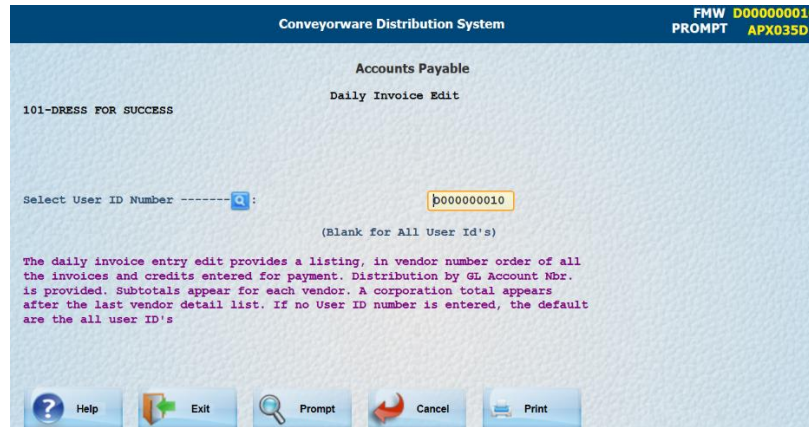 Conveyorware Distribution System
FMW D00000001
PROMPT APX035D
Accounts Payable
Daily Invoice Edit
101-DRESS FOR SUCCESS
Select User ID Number ------- : D000000010
(Blank for All User Id's)
The daily invoice entry edit provides a listing, in vendor number order of all
the invoices and credits entered for payment. Distribution by GL Account Nbr.
is provided. Subtotals appear for each vendor. A corporation total appears
after the last vendor detail list. If no User ID number is entered, the default
are the all user ID's
Help Exit Prompt Cancel Print